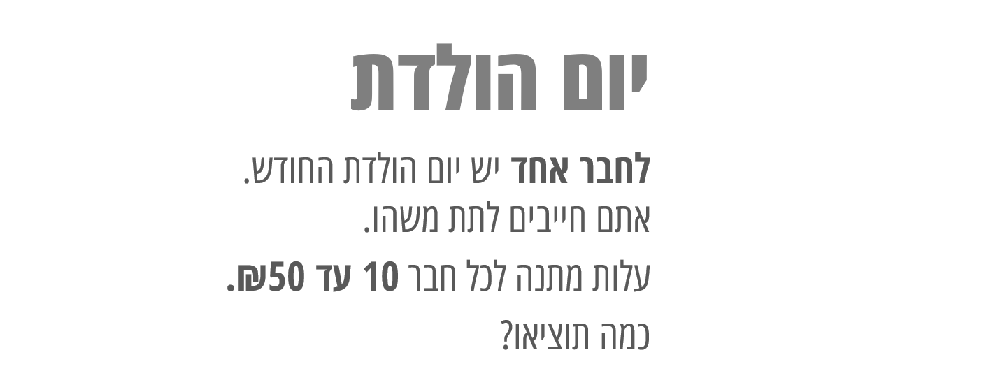 יום הולדת
לחבר אחד יש יום הולדת החודש.
אתם חייבים לתת משהו.
עלות מתנה לכל חבר 10 עד 50₪.
כמה תוציאו?